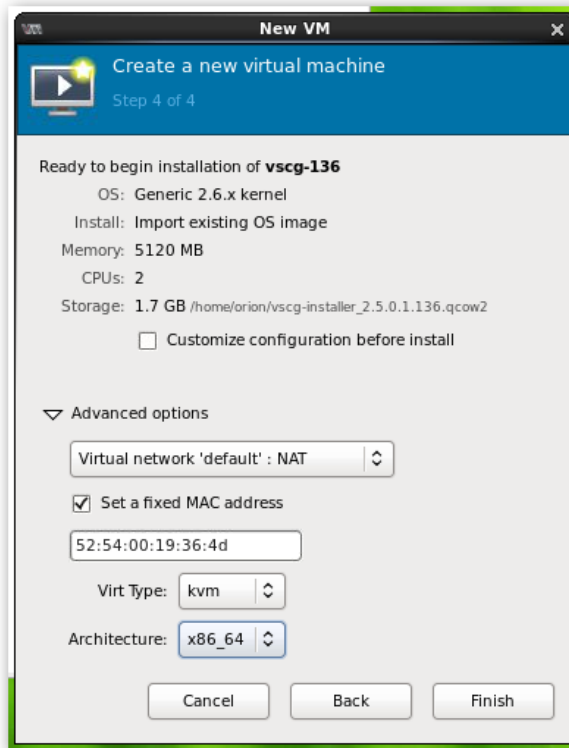 New VM
Create a new virtual machine
Step 4 of 4
Ready to begin installation of vscg-136
OS: Generic 2.6.x kernel
Install: Import existing OS image
Memory: 5120 MB
CPUs: 2
Storage: 1.7 GB /home/orion/vscg-installer_2.5.0.1.136.qcow2
Customize configuration before install
Advanced options
Virtual network 'default' : NAT
Set a fixed MAC address
52:54:00:19:36:4d
Virt Type: kvm
Architecture: x86_64
Cancel Back Finish